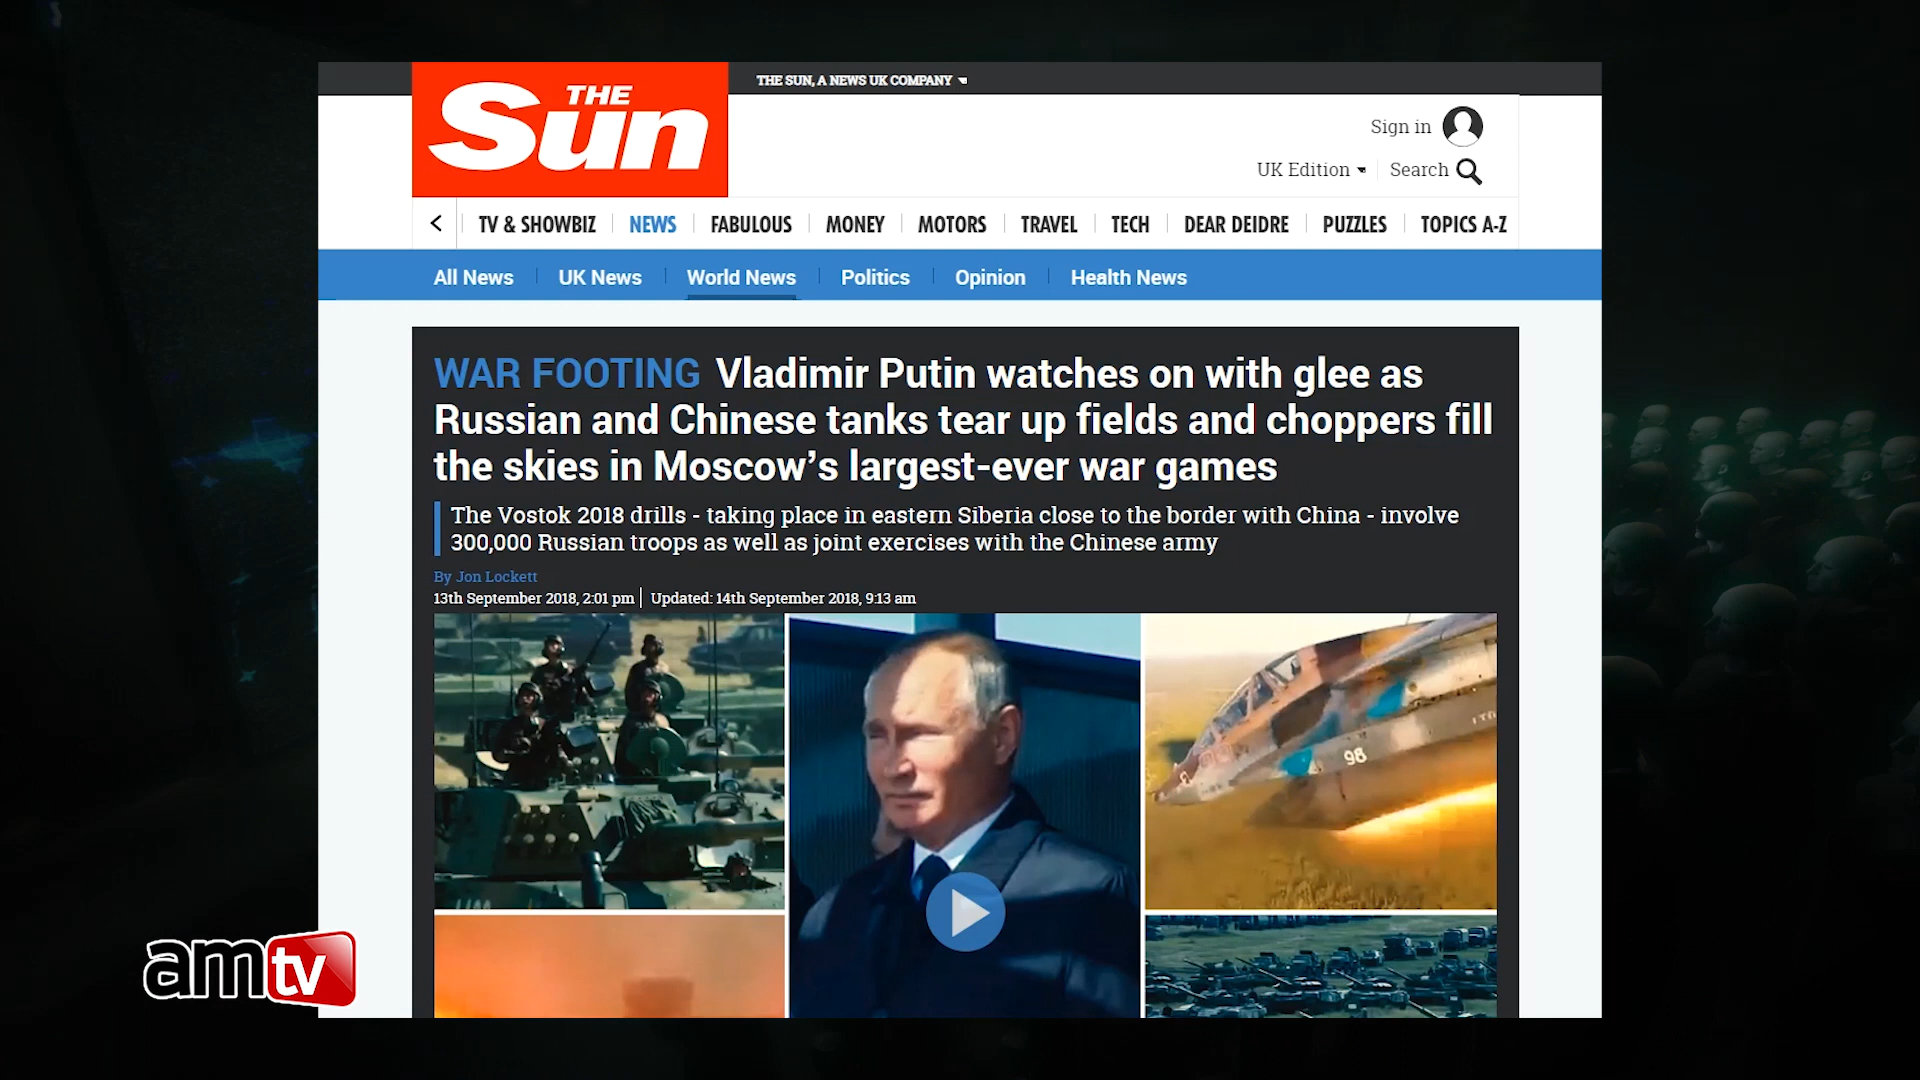 THE SUN, A NEWS UK COMPANY
THE
Sun
Sign in
UK Edition
Search
TV & SHOWBIZ
NEWS
FABULOUS
MONEY
MOTORS
TRAVEL
TECH
DEAR DEIDRE
PUZZLES
TOPICS A-Z
All News
UK News
World News
Politics
Opinion
Health News
WAR FOOTING Vladimir Putin watches on with glee as
Russian and Chinese tanks tear up fields and choppers fill
the skies in Moscow’s largest-ever war games
The Vostok 2018 drills - taking place in eastern Siberia close to the border with China - involve
300,000 Russian troops as well as joint exercises with the Chinese army
By Jon Lockett
13th September 2018, 2:01 pm
Updated: 14th September 2018, 9:13 am
98
amtv